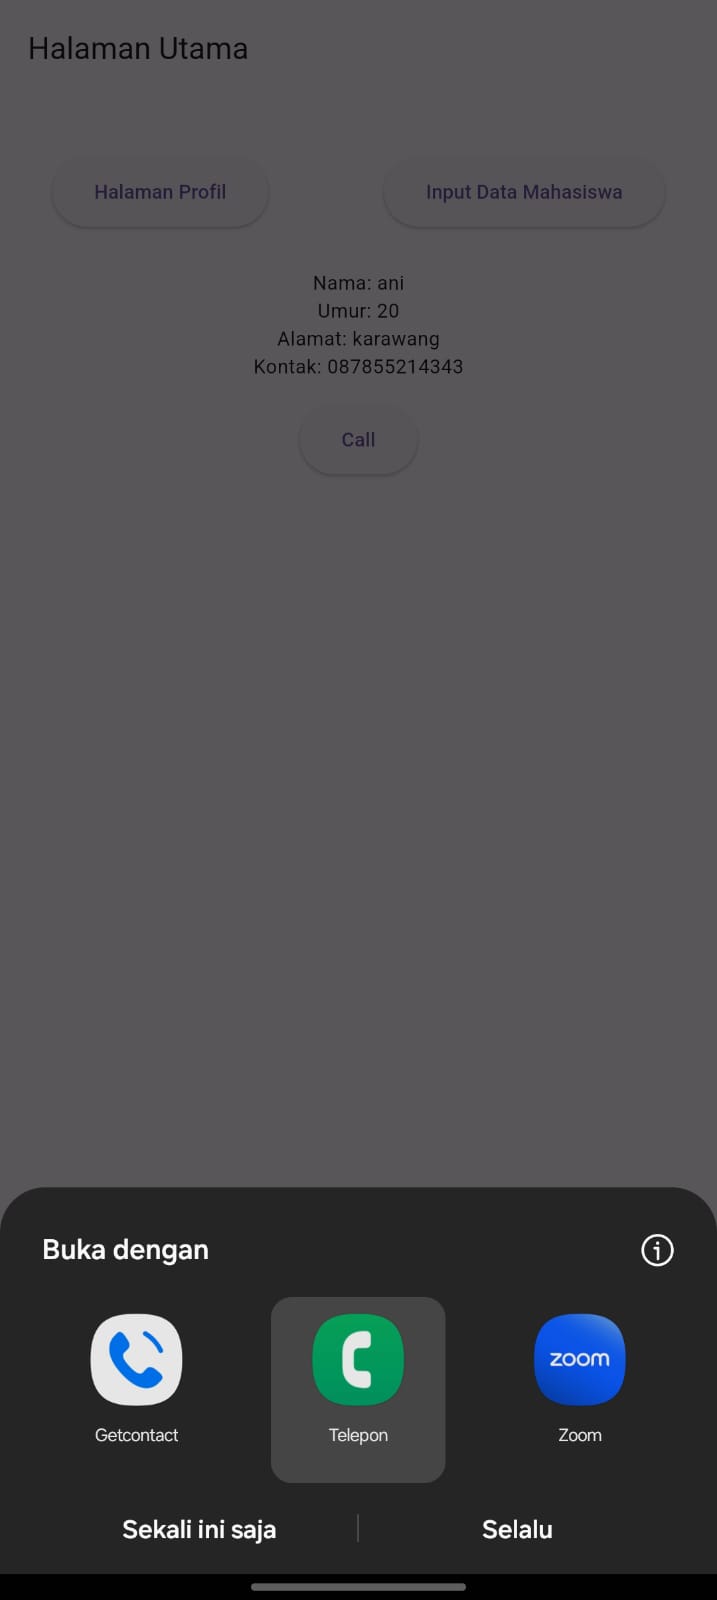 Halaman Utama
Halaman Profil
Input Data Mahasiswa
Nama: ani
Umur: 20
Alamat: karawang
Kontak: 087855214343
Call
Buka dengan
zoom
Getcontact
Telepon
Zoom
Sekali ini saja
Selalu